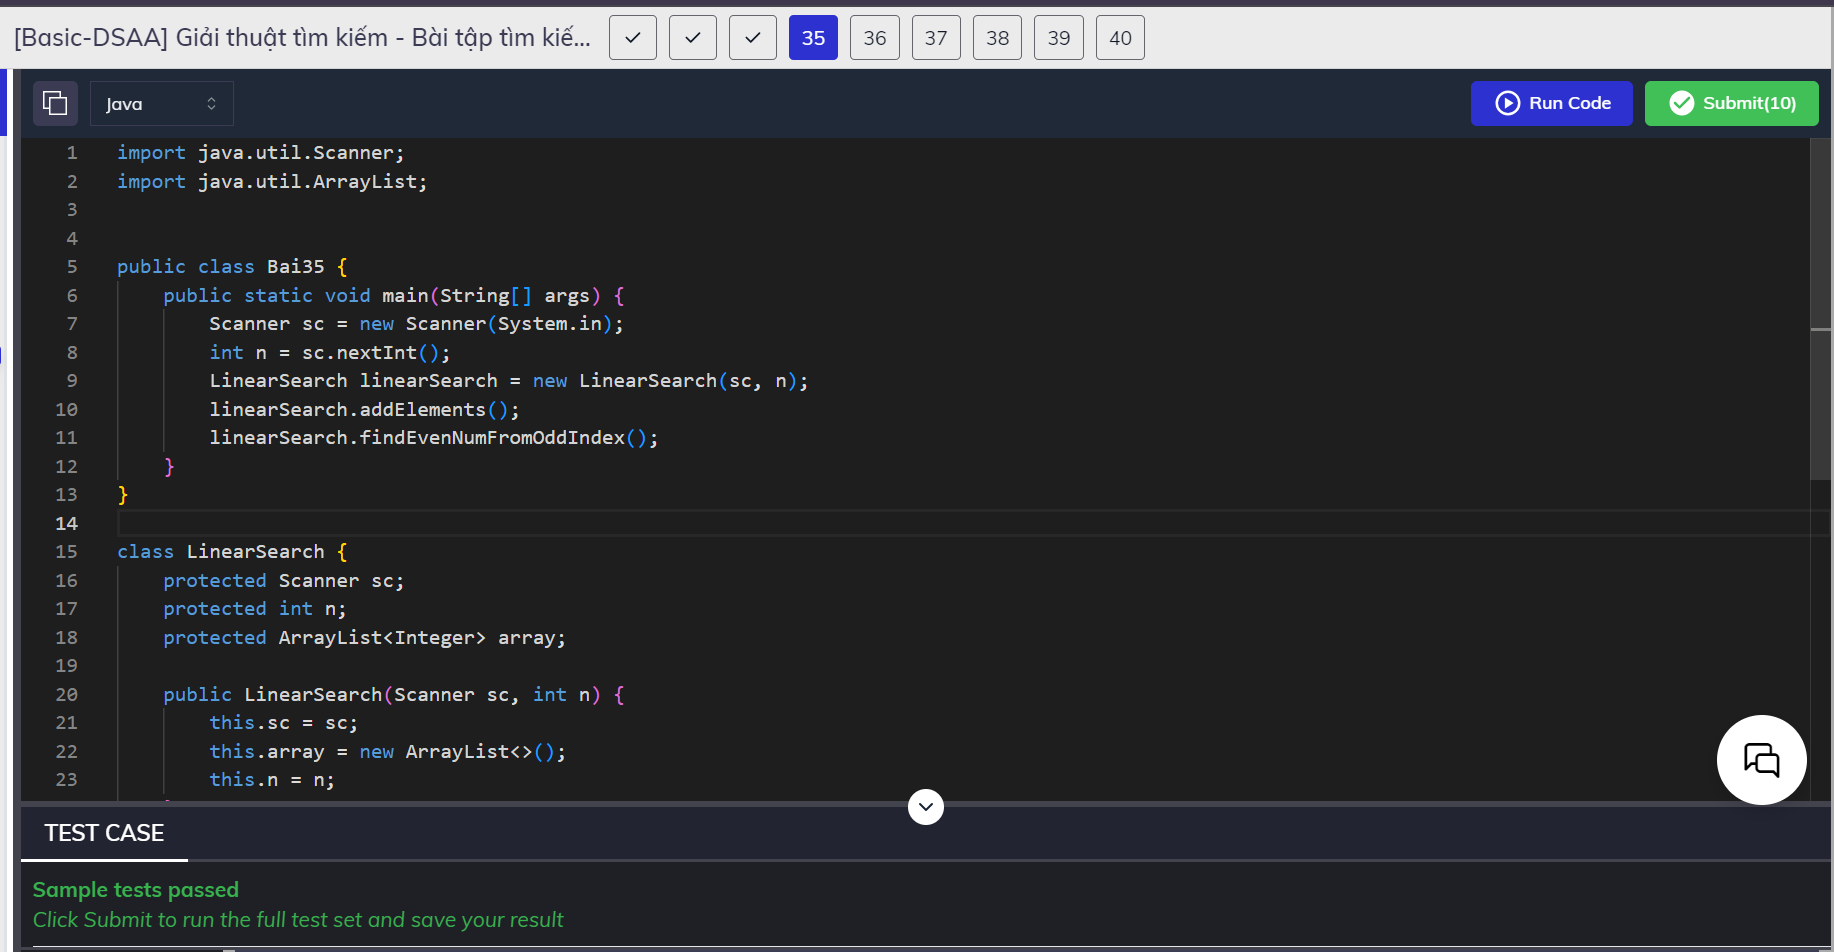 [Basic-DSAA] Giải thuật tìm kiếm - Bài tập tìm kiế... 35 36 37 38 39 40
Java Run Code Submit(10)
1 import java.util.Scanner;
2 import java.util.ArrayList;
3
4
5 public class Bai35 {
6 public static void main(String[] args) {
7 Scanner sc = new Scanner(System.in);
8 int n = sc.nextInt();
9 LinearSearch linearSearch = new LinearSearch(sc, n);
10 linearSearch.addElements();
11 linearSearch.findEvenNumFromOddIndex();
12 }
13 }
14
15 class LinearSearch {
16 protected Scanner sc;
17 protected int n;
18 protected ArrayList<Integer> array;
19
20 public LinearSearch(Scanner sc, int n) {
21 this.sc = sc;
22 this.array = new ArrayList<>();
23 this.n = n;
TEST CASE
Sample tests passed
Click Submit to run the full test set and save your result